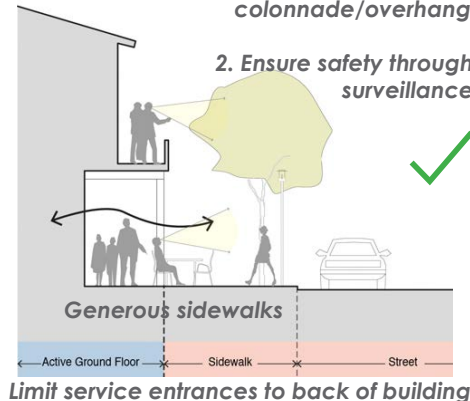 colonnade/overhang
2. Ensure safety through
surveillance
Generous sidewalks
Active Ground Floor
Sidewalk
Street
Limit service entrances to back of building